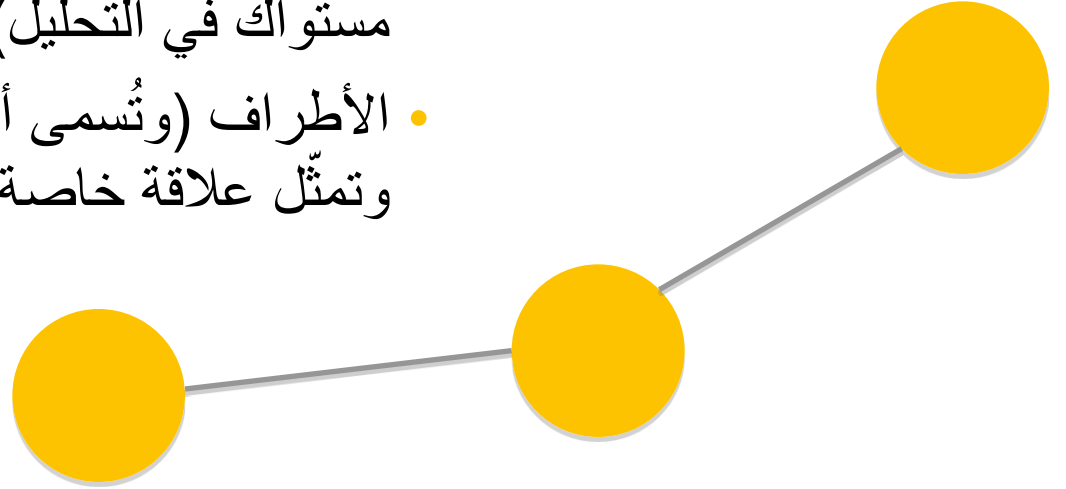 مستواك في التحليل)
• الأطراف (وتُسمى أ
وتمثّل علاقة خاصة